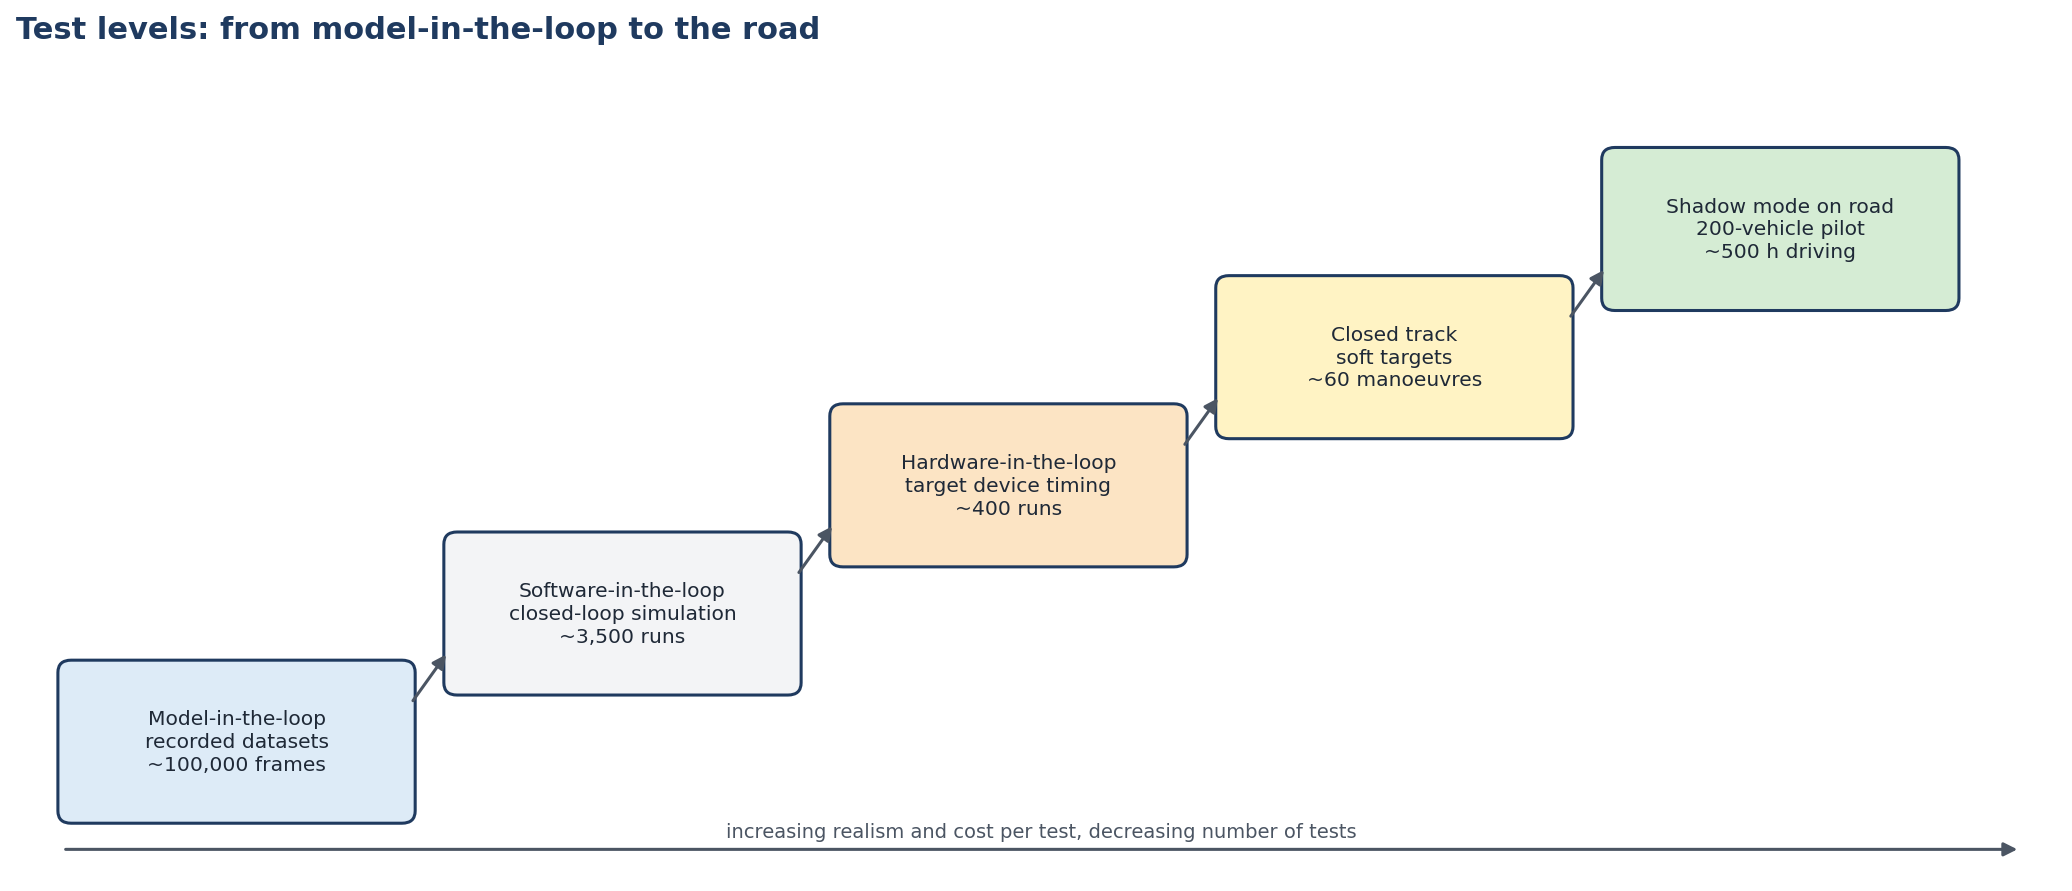 Test levels: from model-in-the-loop to the road
Model-in-the-loop
recorded datasets
~100,000 frames
Software-in-the-loop
closed-loop simulation
~3,500 runs
Hardware-in-the-loop
target device timing
~400 runs
Closed track
soft targets
~60 manoeuvres
Shadow mode on road
200-vehicle pilot
~500 h driving
increasing realism and cost per test, decreasing number of tests